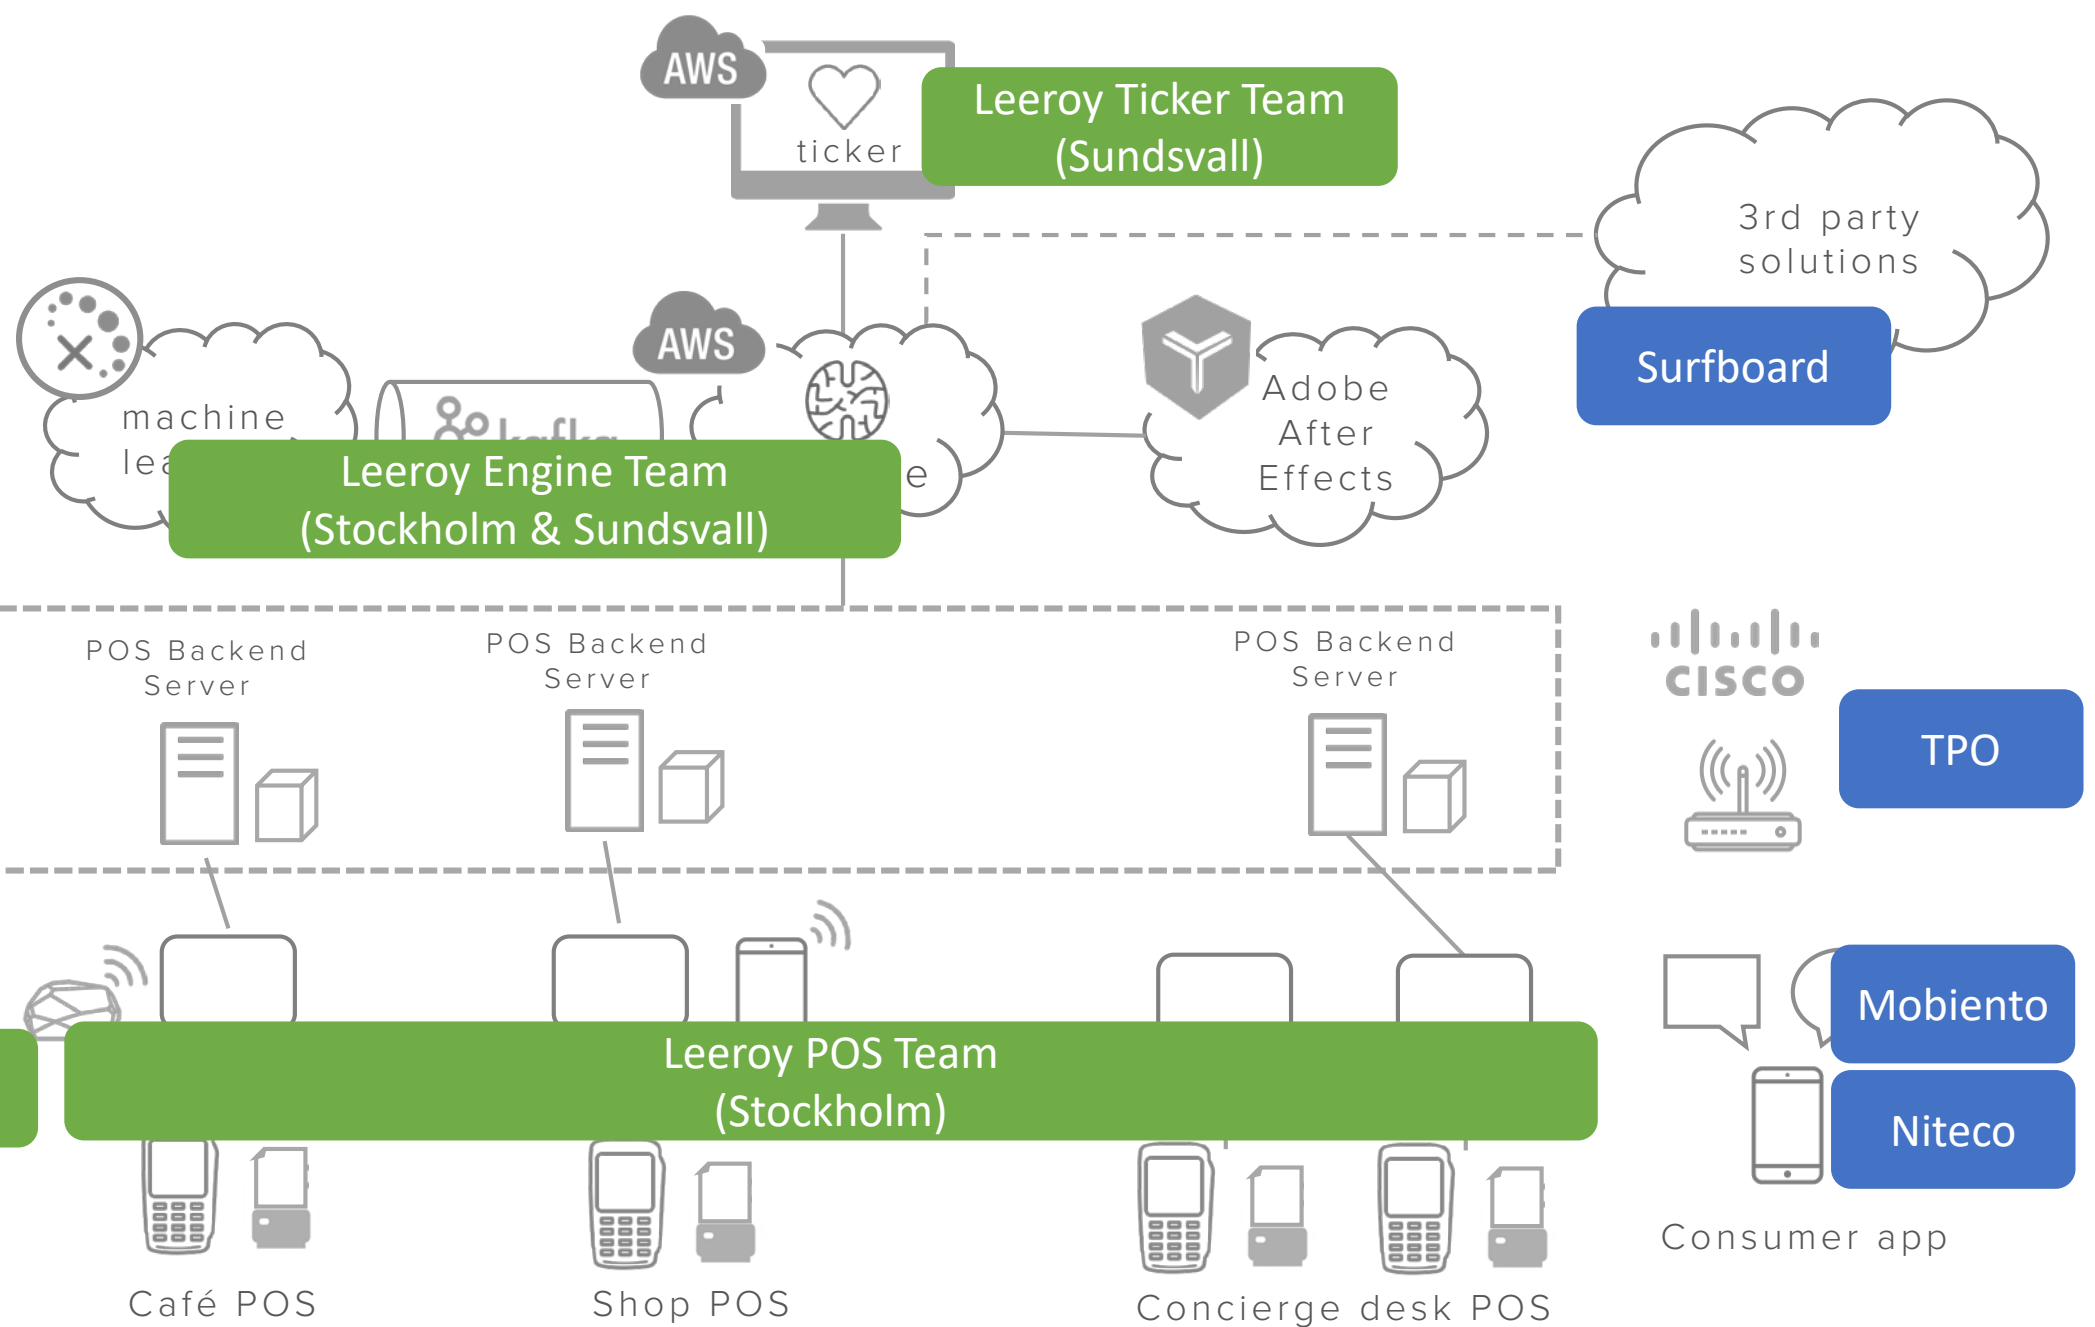 AWS
ticker
Leeroy Ticker Team
(Sundsvall)
3rd party
solutions
Surfboard
AWS
machine
Adobe
After
Effects
Leeroy Engine Team
(Stockholm & Sundsvall)
POS Backend
Server
POS Backend
Server
POS Backend
Server
CISCO
TPO
Mobiento
Leeroy POS Team
(Stockholm)
Niteco
Consumer app
Café POS
Shop POS
Concierge desk POS